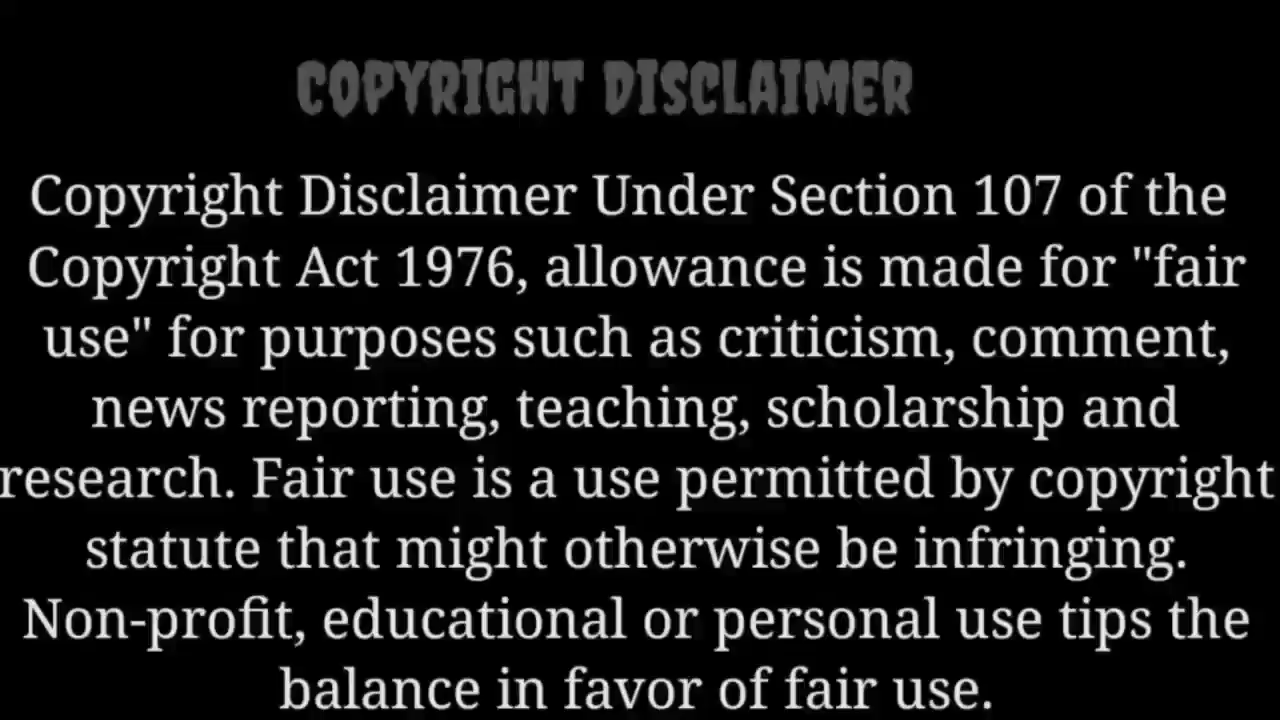 COPYRIGHT DISCLAIMER
Copyright Disclaimer Under Section 107 of the
Copyright Act 1976, allowance is made for "fair
use" for purposes such as criticism, comment,
news reporting, teaching, scholarship and
research. Fair use is a use permitted by copyright
statute that might otherwise be infringing.
Non-profit, educational or personal use tips the
balance in favor of fair use.